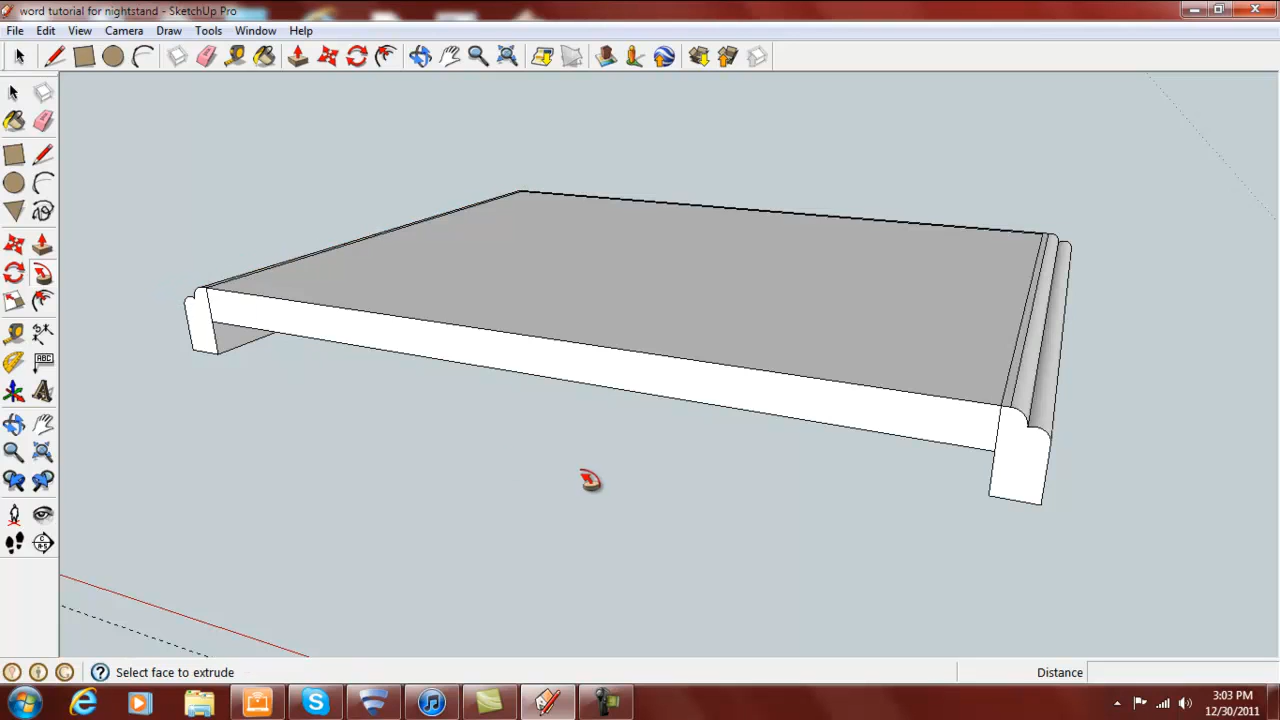 word tutorial for nightstand - SketchUp Pro
File Edit View Camera Draw Tools Window Help
ABC
Select face to extrude
Distance
3:03 PM
12/30/2011